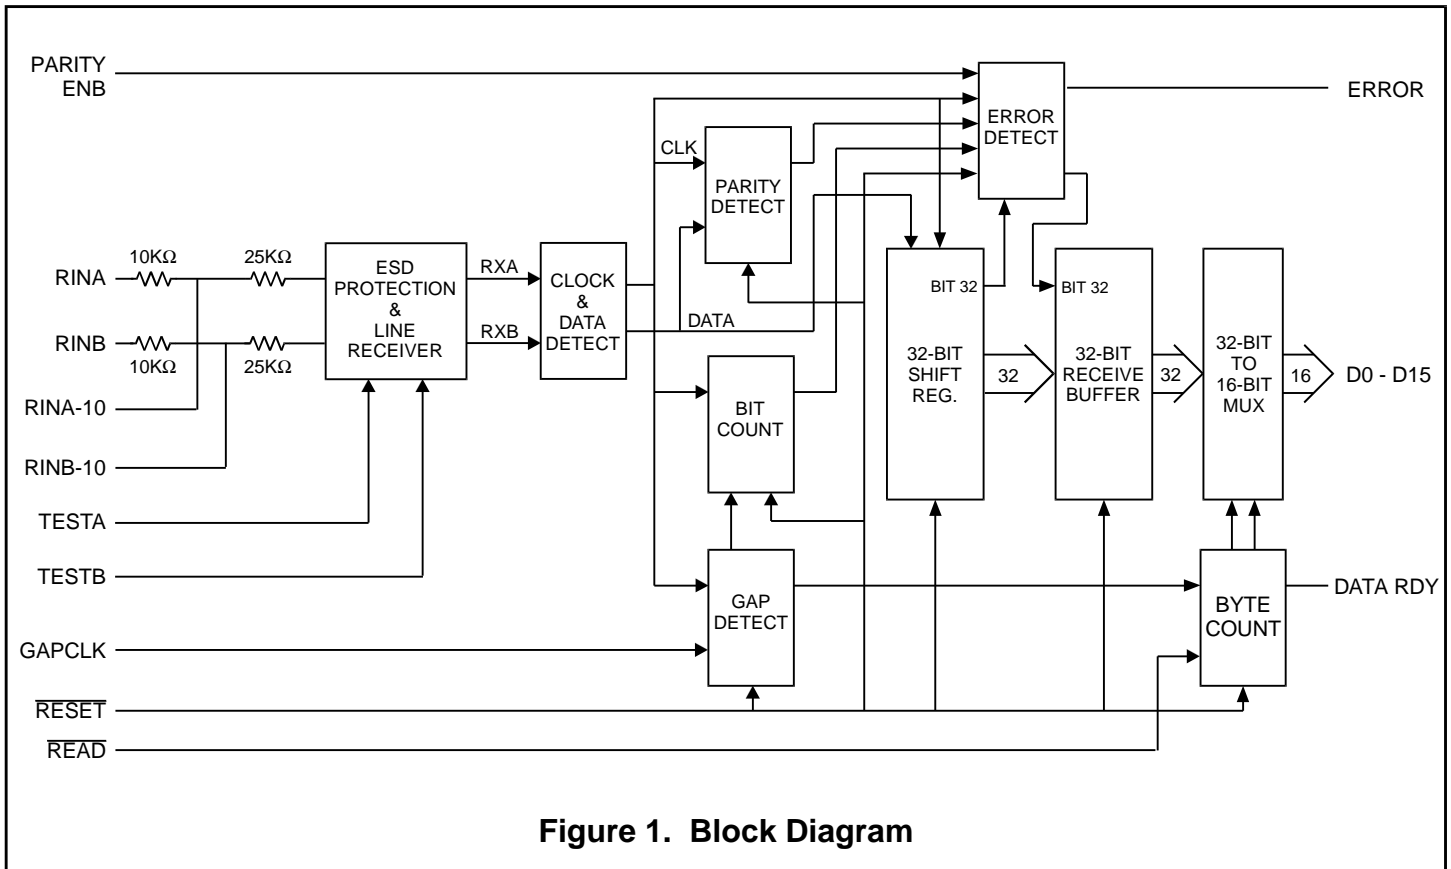 PARITY
ENB
ERROR
DETECT
ERROR
CLK
PARITY
DETECT
10KΩ
25KΩ
RINA
ESD
PROTECTION
&
LINE
RECEIVER
RXA
RXB
CLOCK
&
DATA
DETECT
DATA
RINB
10KΩ
25KΩ
RINA-10
RINB-10
TESTA
TESTB
GAPCLK
RESET
READ
BIT
COUNT
GAP
DETECT
BIT 32
32-BIT
SHIFT
REG.
32
BIT 32
32-BIT
RECEIVE
BUFFER
32
32-BIT
TO
16-BIT
MUX
16
D0 - D15
BYTE
COUNT
DATA RDY
Figure 1. Block Diagram